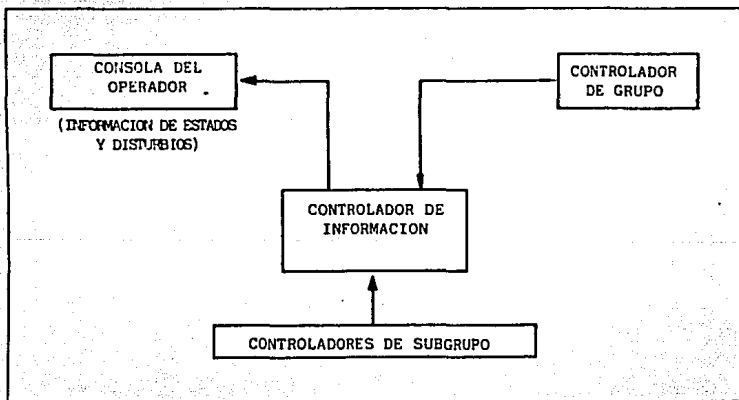 CONSOLA DEL
OPERADOR
(INFORMACION DE ESTADOS
Y DISTURBIOS)
CONTROLADOR
DE GRUPO
CONTROLADOR DE
INFORMACION
CONTROLADORES DE SUBGRUPO